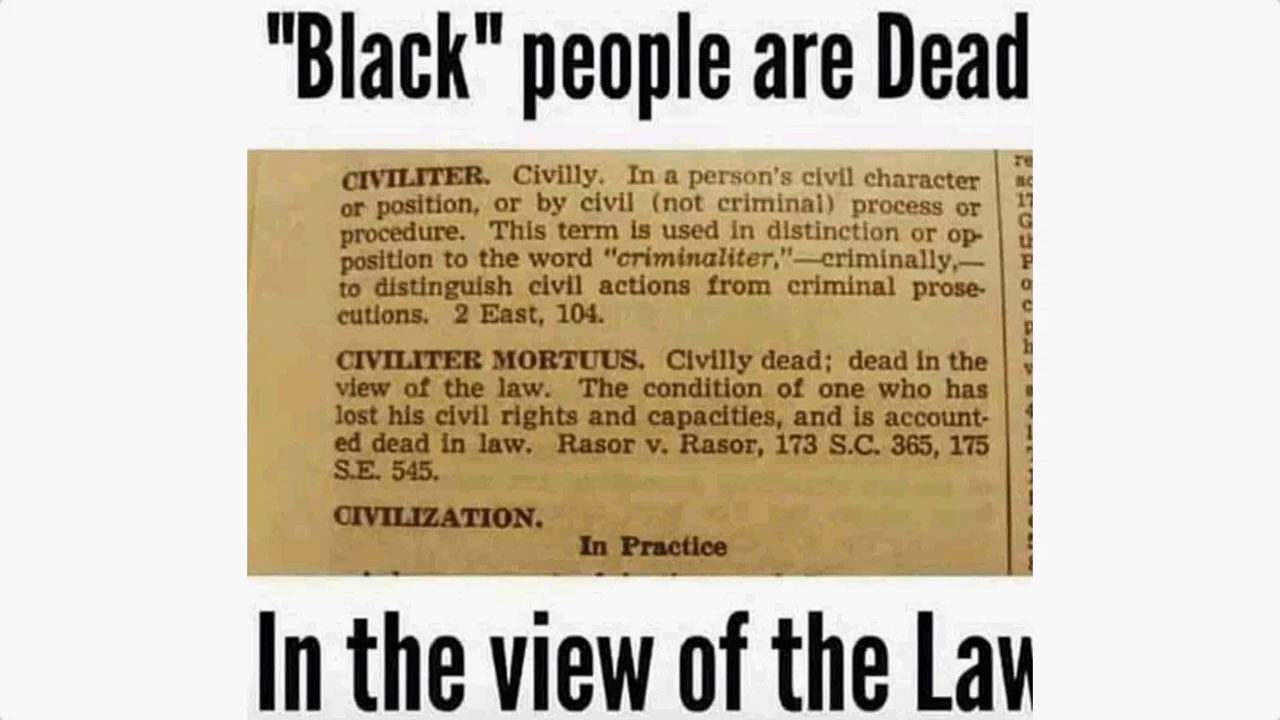 "Black" people are Dead
CIVILITER. Civilly. In a person's civil character
or position, or by civil (not criminal) process or
procedure. This term is used in distinction or op-
position to the word "criminaliter,"—criminally,—
to distinguish civil actions from criminal prose-
cutions. 2 East, 104.
CIVILITER MORTUUS. Civilly dead; dead in the
view of the law. The condition of one who has
lost his civil rights and capacities, and is account-
ed dead in law. Rasor v. Rasor, 173 S.C. 365, 175
S.E. 545.
CIVILIZATION.
In Practice
In the view of the Law